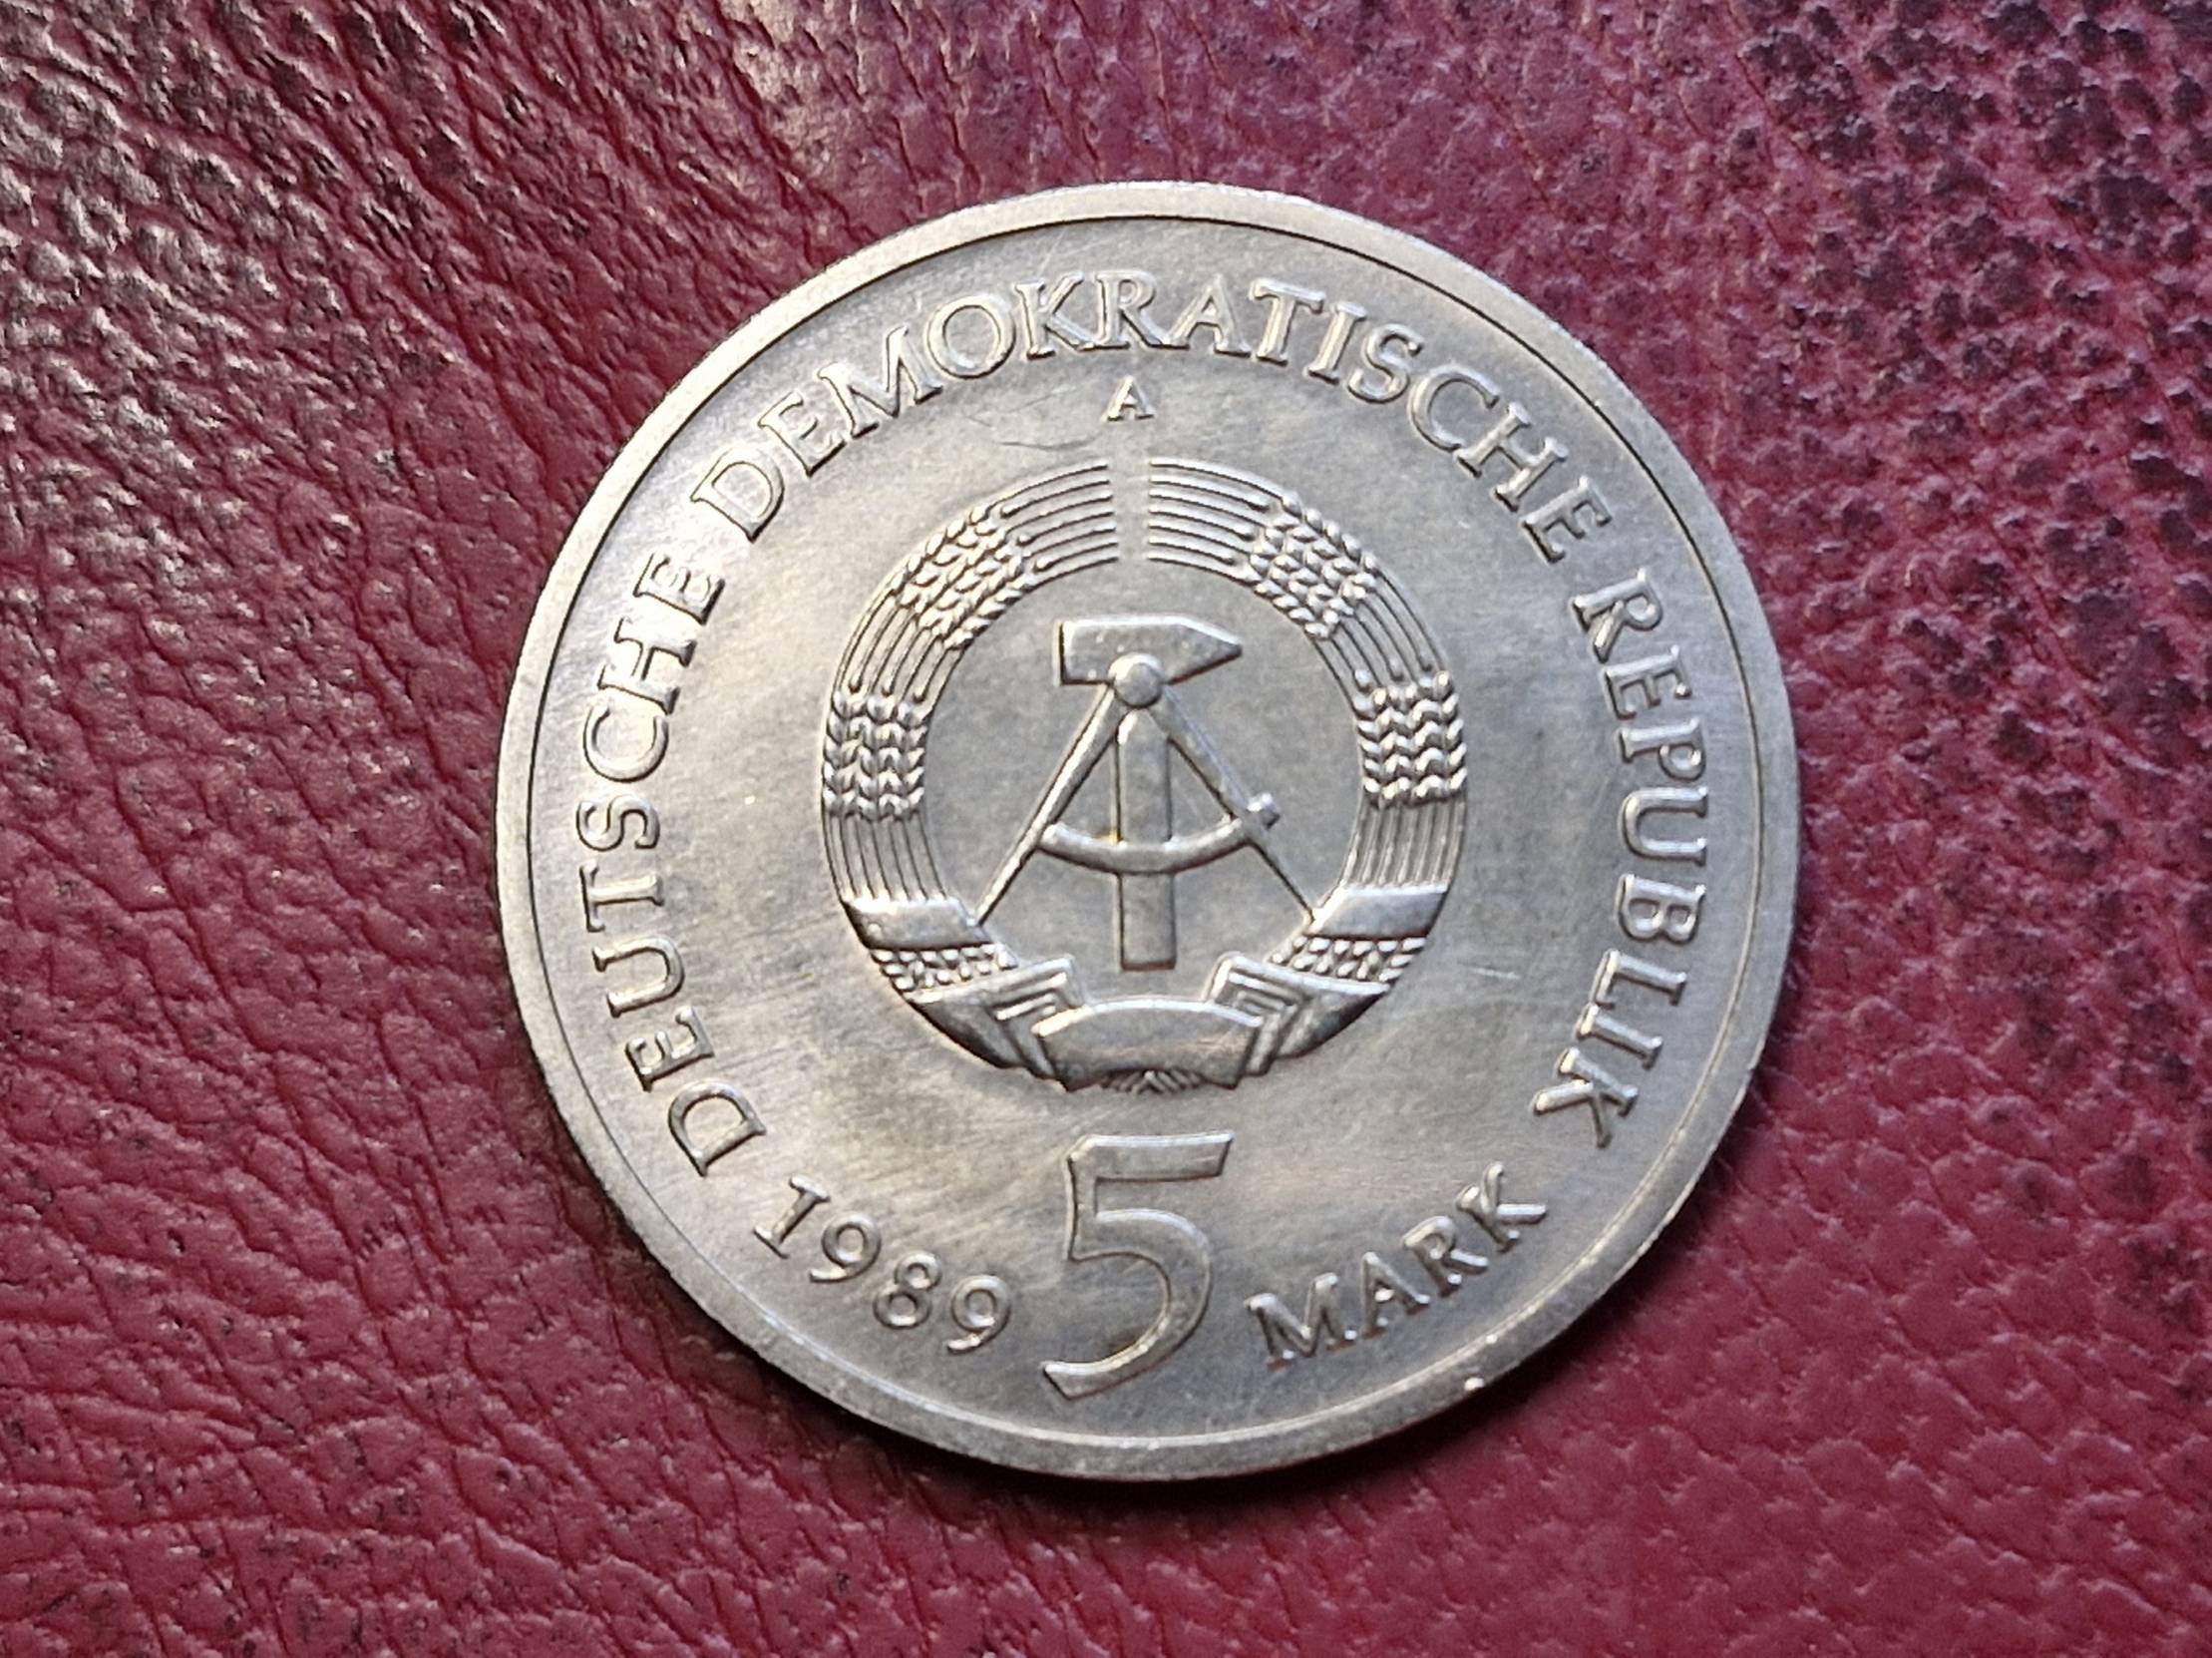 DEUTSCHE DEMOKRATISCHE REPUBLIK
A
1989 5 MARK